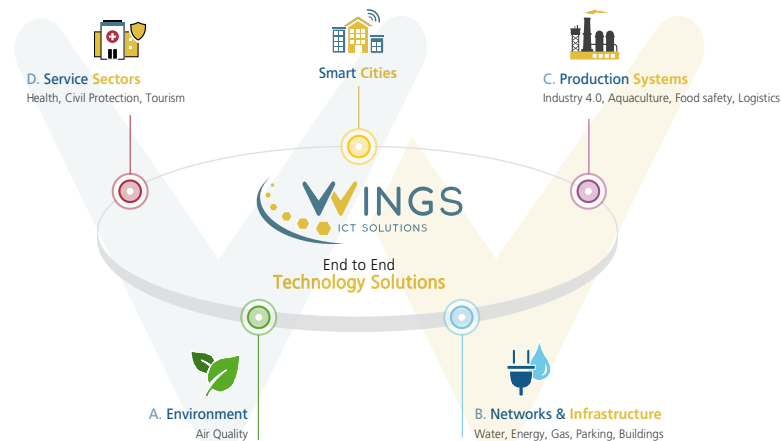 D. Service Sectors
Health, Civil Protection, Tourism
Smart Cities
C. Production Systems
Industry 4.0, Aquaculture, Food safety, Logistics
WINGS
ICT SOLUTIONS
End to End
Technology Solutions
A. Environment
Air Quality
B. Networks & Infrastructure
Water, Energy, Gas, Parking, Buildings